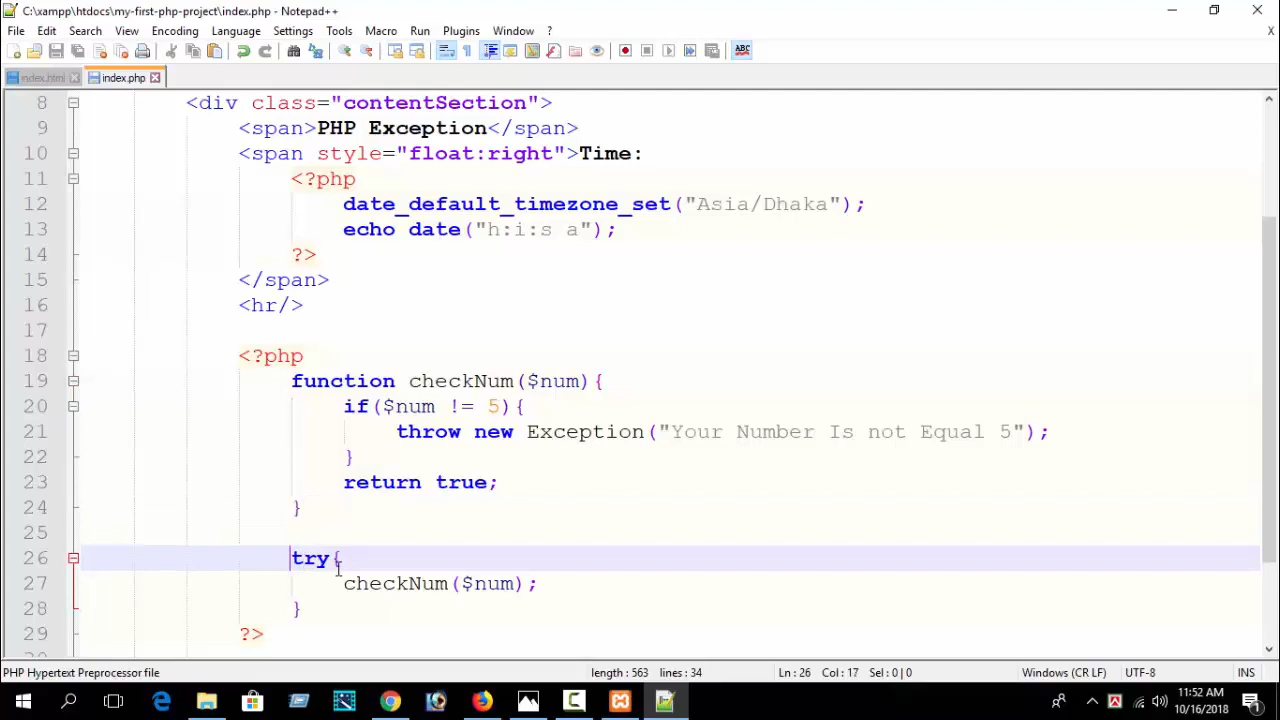 C:\xampp\htdocs\my-first-php-project\index.php - Notepad++
File Edit Search View Encoding Language Settings Tools Macro Run Plugins Window ? X
ABC
index.html index.php
8 <div class="contentSection">
9 <span>PHP Exception</span>
10 <span style="float:right">Time:
11 <?php
12 date_default_timezone_set("Asia/Dhaka");
13 echo date("h:i:s a");
14 ?>
15 </span>
16 <hr/>
17
18 <?php
19 function checkNum($num){
20 if($num != 5){
21 throw new Exception("Your Number Is not Equal 5");
22 }
23 return true;
24 }
25
26 try{
27 checkNum($num);
28 }
29 ?>
PHP Hypertext Preprocessor file length : 563 lines : 34 Ln : 26 Col : 17 Sel : 0 | 0 Windows (CR LF) UTF-8 INS
11:52 AM
10/16/2018